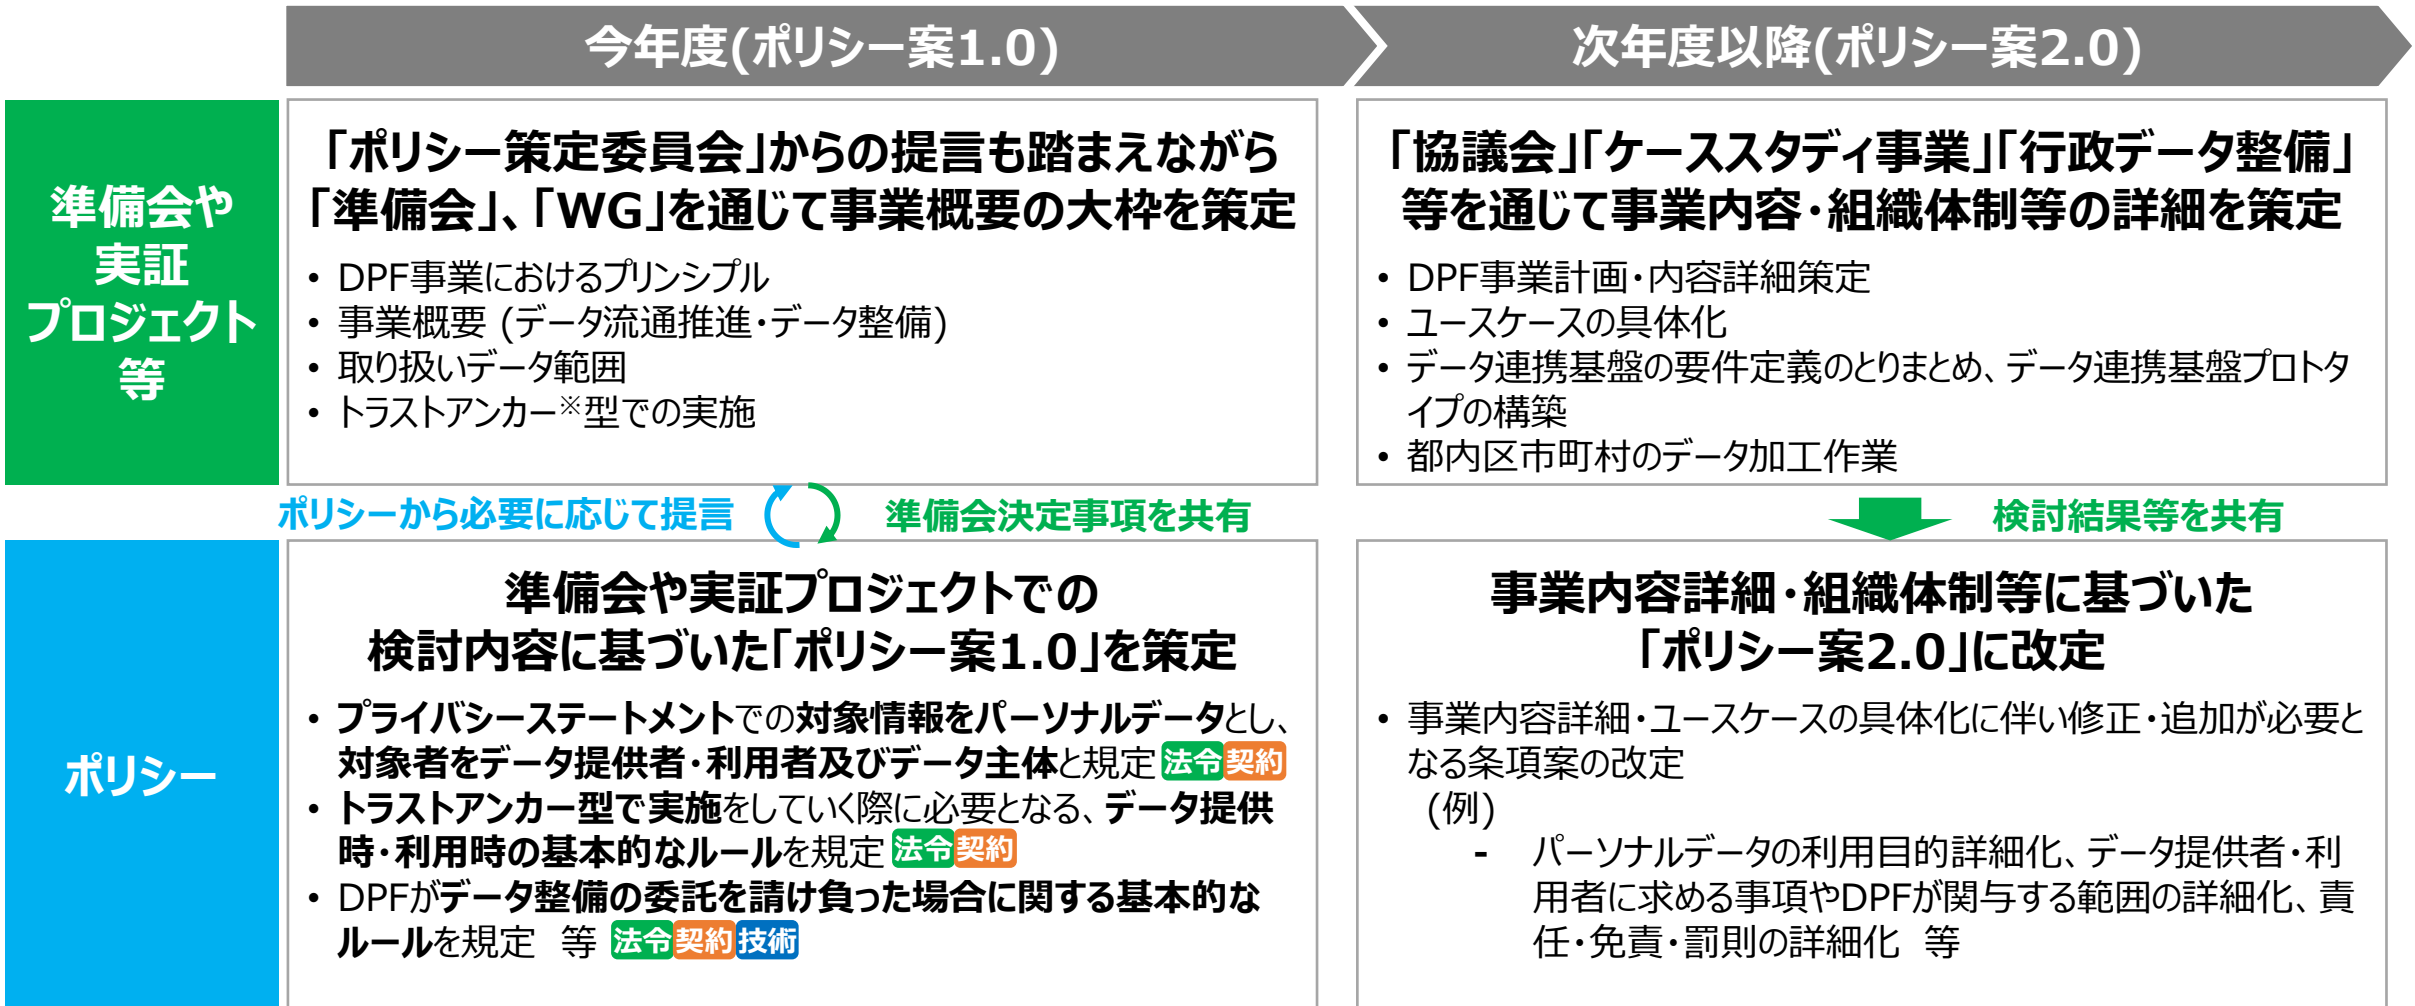 今年度(ポリシー案1.0)
次年度以降(ポリシー案2.0)
準備会や
実証
プロジェクト
等
「ポリシー策定委員会」からの提言も踏まえながら
「準備会」、「WG」を通じて事業概要の大枠を策定
• DPF事業におけるプリンシプル
• 事業概要 (データ流通推進・データ整備)
• 取り扱いデータ範囲
• トラストアンカー※型での実施
「協議会」「ケーススタディ事業」「行政データ整備」
等を通じて事業内容・組織体制等の詳細を策定
• DPF事業計画・内容詳細策定
• ユースケースの具体化
• データ連携基盤の要件定義のとりまとめ、データ連携基盤プロトタ
イプの構築
• 都内区市町村のデータ加工作業
ポリシーから必要に応じて提言
準備会決定事項を共有
検討結果等を共有
ポリシー
準備会や実証プロジェクトでの
検討内容に基づいた「ポリシー案1.0」を策定
• プライバシーステートメントでの対象情報をパーソナルデータとし、
対象者をデータ提供者・利用者及びデータ主体と規定 法令 契約
• トラストアンカー型で実施をしていく際に必要となる、データ提供
時・利用時の基本的なルールを規定 法令 契約
• DPFがデータ整備の委託を請け負った場合に関する基本的な
ルールを規定　等 法令 契約 技術
事業内容詳細・組織体制等に基づいた
「ポリシー案2.0」に改定
• 事業内容詳細・ユースケースの具体化に伴い修正・追加が必要と
なる条項案の改定
(例)
- パーソナルデータの利用目的詳細化、データ提供者・利
用者に求める事項やDPFが関与する範囲の詳細化、責
任・免責・罰則の詳細化　等